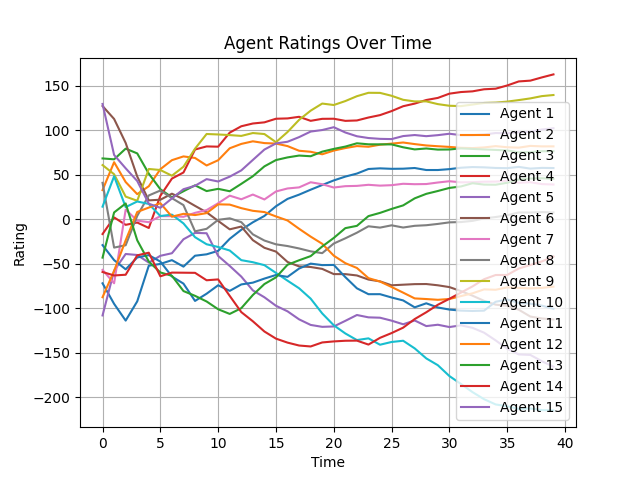 Agent Ratings Over Time
Rating
150
100
50
0
−50
−100
−150
−200
0
5
10
15
20
25
30
35
40
Time
Agent 1
Agent 2
Agent 3
Agent 4
Agent 5
Agent 6
Agent 7
Agent 8
Agent 9
Agent 10
Agent 11
Agent 12
Agent 13
Agent 14
Agent 15